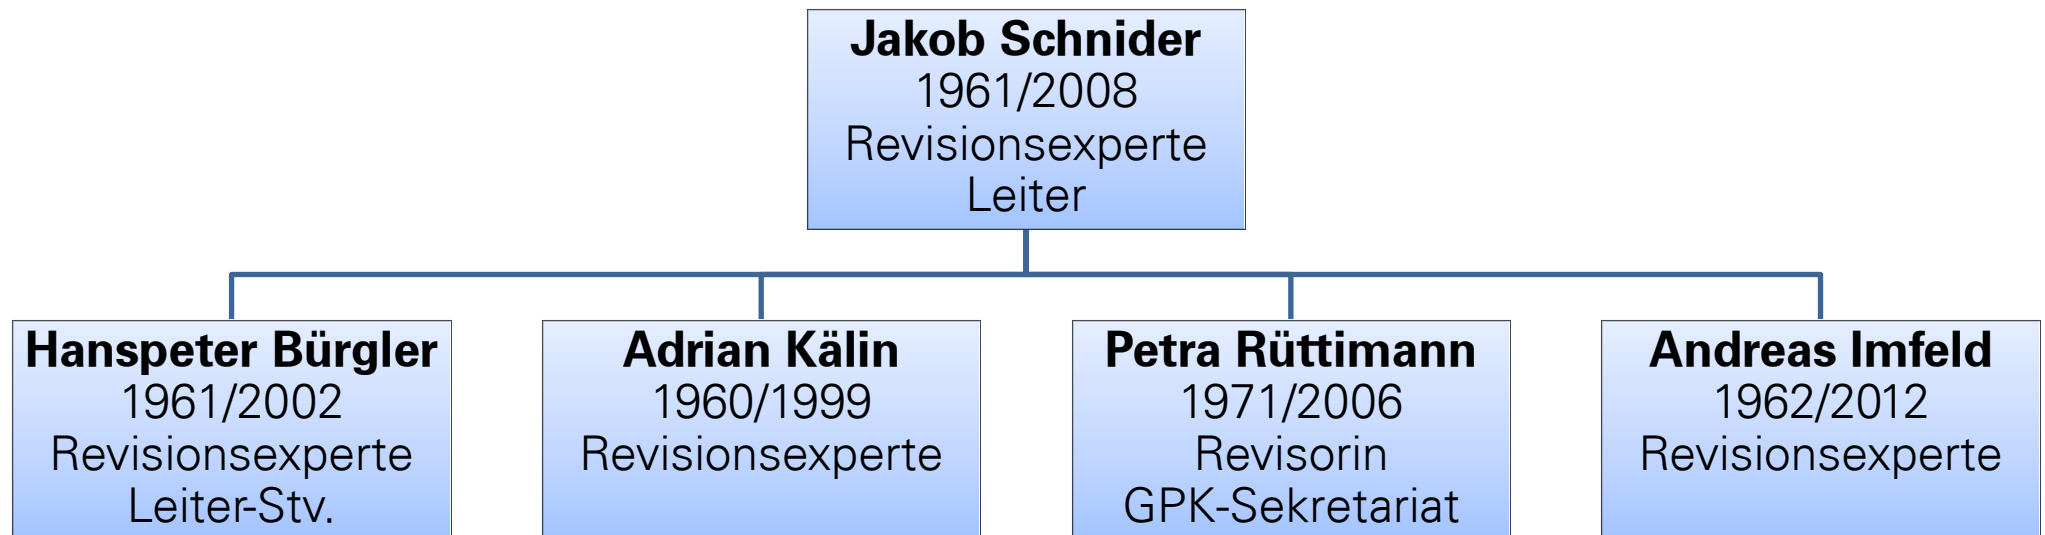 Jakob Schnider
1961/2008
Revisionsexperte
Leiter
Hanspeter Bürgler
1961/2002
Revisionsexperte
Leiter-Stv.
Adrian Kälin
1960/1999
Revisionsexperte
Petra Rüttimann
1971/2006
Revisorin
GPK-Sekretariat
Andreas Imfeld
1962/2012
Revisionsexperte